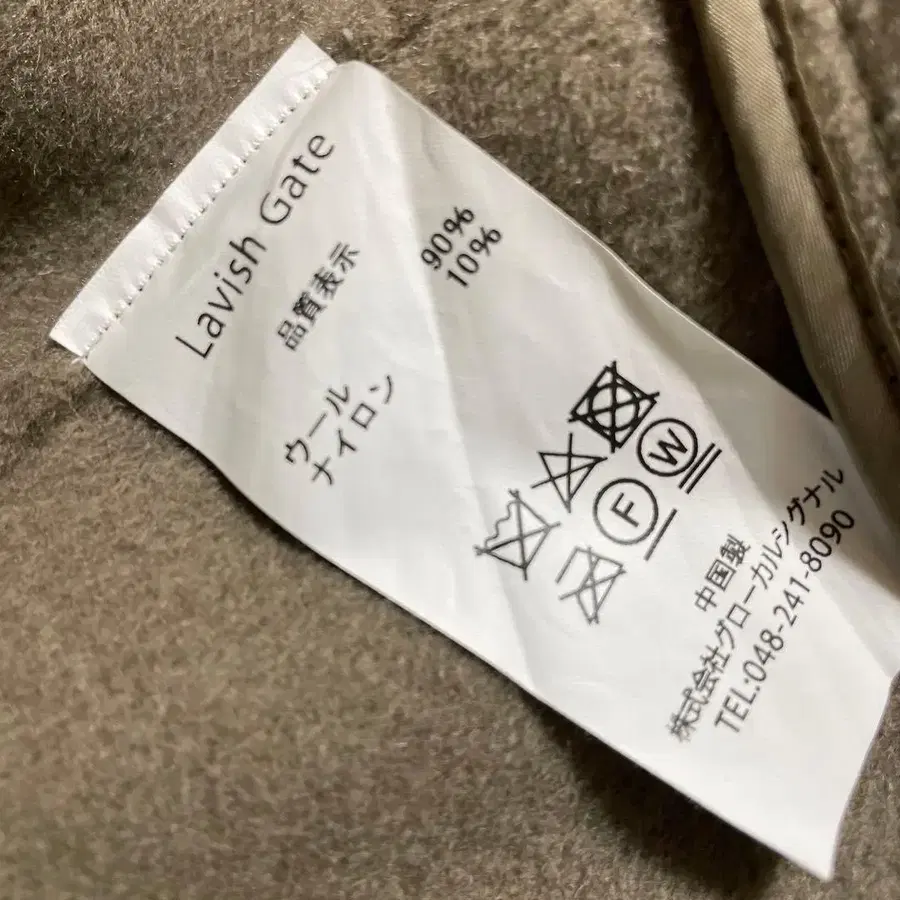 Lavish Gate
品質表示
ウール 90%
ナイロン 10%
F W
中国製
株式会社グローカルシグナル
TEL:048-241-8090